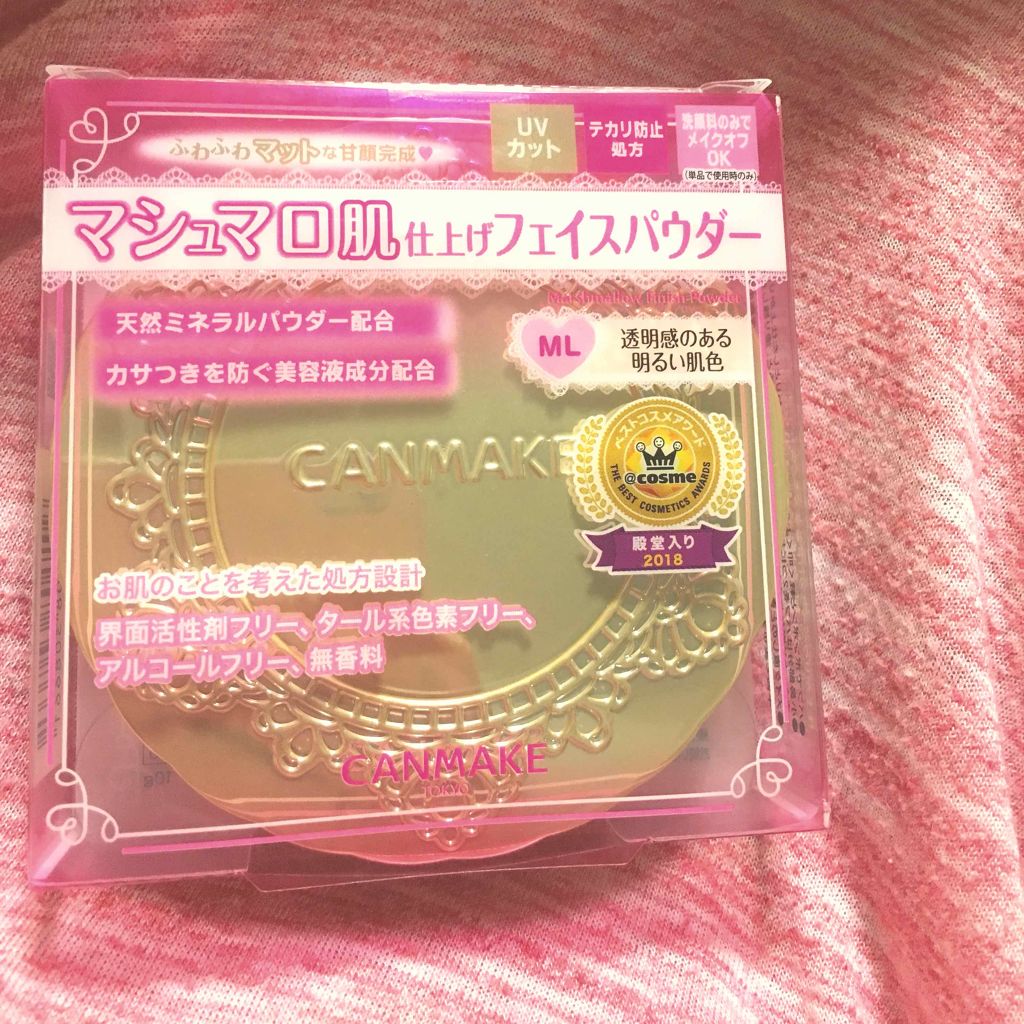 UV
カット
テカリ防止
処方
洗顔料のみで
メイクオフ
OK
(単品で使用時のみ)
ふわふわマットな甘顔完成♥
マシュマロ肌仕上げフェイスパウダー
Marshmallow Finish Powder
天然ミネラルパウダー配合
カサつきを防ぐ美容液成分配合
ML
透明感のある
明るい肌色
CANMAKE
ベストコスメアワード
@cosme
THE BEST COSMETICS AWARDS
殿堂入り
2018
お肌のことを考えた処方設計
界面活性剤フリー、タール系色素フリー、
アルコールフリー、無香料
CANMAKE
TOKYO
10g